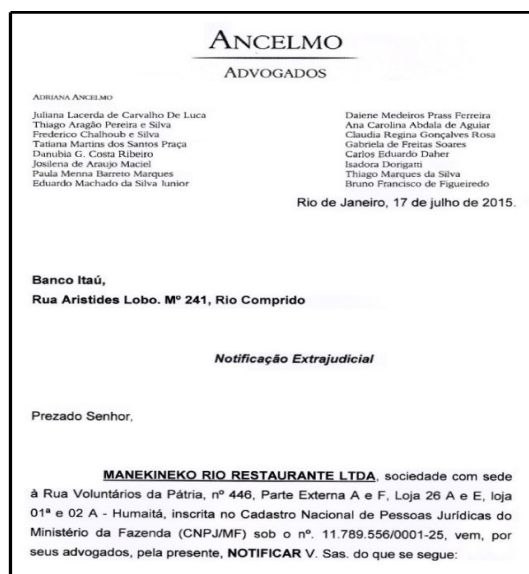 ANCELMO
ADVOGADOS
ADRIANA ANCELMO
Juliana Lacerda de Carvalho De Luca
Thiago Aragão Pereira e Silva
Frederico Chalhoub e Silva
Tatiana Martins dos Santos Praça
Danubia G. Costa Ribeiro
Josilena de Araujo Maciel
Paula Menna Barreto Marques
Eduardo Machado da Silva Junior
Daiene Medeiros Prass Ferreira
Ana Carolina Abdala de Aguiar
Claudia Regina Gonçalves Rosa
Gabriela de Freitas Soares
Carlos Eduardo Daher
Isadora Dorigatti
Thiago Marques da Silva
Bruno Francisco de Figueiredo
Rio de Janeiro, 17 de julho de 2015.
Banco Itaú,
Rua Aristides Lobo. Mº 241, Rio Comprido
Notificação Extrajudicial
Prezado Senhor,
MANEKINEKO RIO RESTAURANTE LTDA, sociedade com sede
à Rua Voluntários da Pátria, nº 446, Parte Externa A e F, Loja 26 A e E, loja
01ª e 02 A - Humaitá, inscrita no Cadastro Nacional de Pessoas Jurídicas do
Ministério da Fazenda (CNPJ/MF) sob o nº. 11.789.556/0001-25, vem, por
seus advogados, pela presente, NOTIFICAR V. Sas. do que se segue: